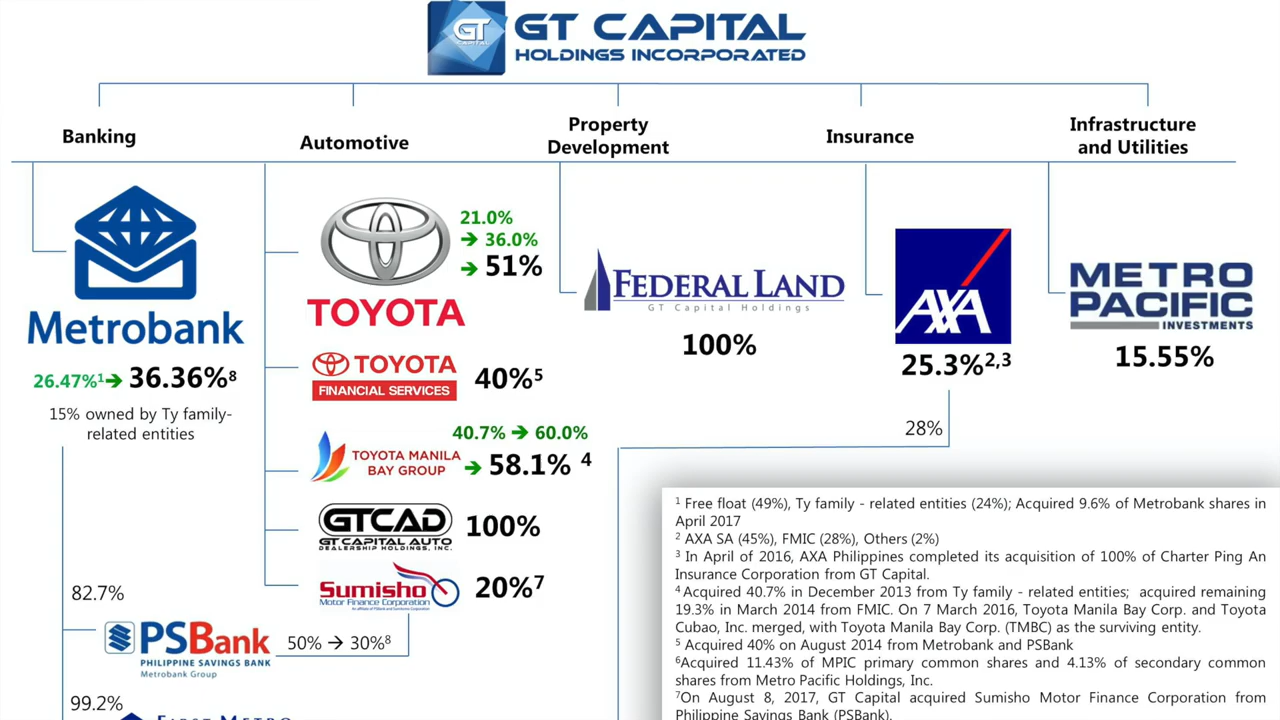 GT
CAPITAL
GT CAPITAL
HOLDINGS INCORPORATED
Banking
Automotive
Property
Development
Insurance
Infrastructure
and Utilities
Metrobank
26.47%¹➔ 36.36%⁸
15% owned by Ty family-
related entities
21.0%
➔ 36.0%
➔ 51%
TOYOTA
TOYOTA
FINANCIAL SERVICES
40%⁵
40.7% ➔ 60.0%
TOYOTA MANILA
BAY GROUP
➔ 58.1% ⁴
GTCAD
GT CAPITAL AUTO
DEALERSHIP HOLDINGS, INC.
100%
Sumisho
Motor Finance Corporation
20%⁷
FEDERAL LAND
GT Capital Holdings
100%
AXA
25.3%²,³
28%
METRO
PACIFIC
INVESTMENTS
15.55%
82.7%
PSBank
PHILIPPINE SAVINGS BANK
Metrobank Group
50% → 30%⁸
99.2%
FIRST METRO
¹ Free float (49%), Ty family - related entities (24%); Acquired 9.6% of Metrobank shares in
April 2017
² AXA SA (45%), FMIC (28%), Others (2%)
³ In April of 2016, AXA Philippines completed its acquisition of 100% of Charter Ping An
Insurance Corporation from GT Capital.
⁴ Acquired 40.7% in December 2013 from Ty family - related entities; acquired remaining
19.3% in March 2014 from FMIC. On 7 March 2016, Toyota Manila Bay Corp. and Toyota
Cubao, Inc. merged, with Toyota Manila Bay Corp. (TMBC) as the surviving entity.
⁵ Acquired 40% on August 2014 from Metrobank and PSBank
⁶Acquired 11.43% of MPIC primary common shares and 4.13% of secondary common
shares from Metro Pacific Holdings, Inc.
⁷On August 8, 2017, GT Capital acquired Sumisho Motor Finance Corporation from
Philippine Savings Bank (PSBank).